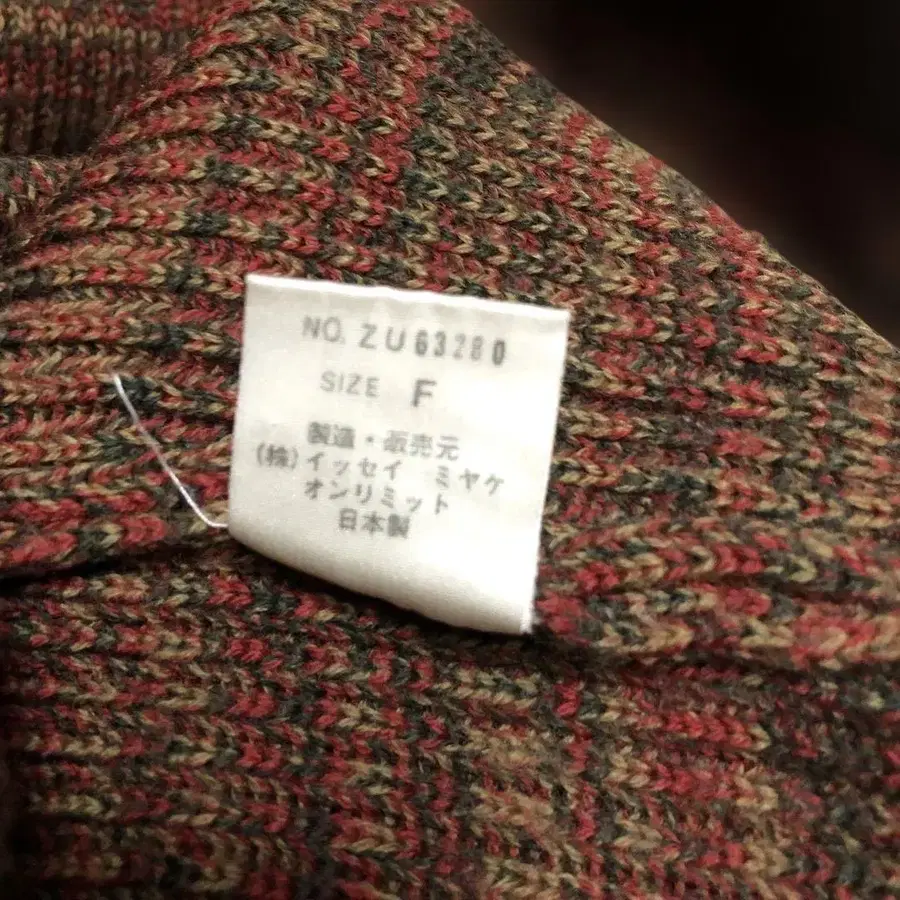 NO. ZU63280
SIZE F
製造・販売元
(株)イッセイ ミヤケ
オンリミット
日本製